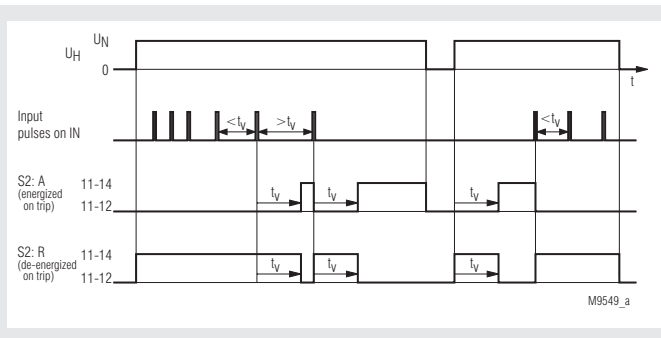 UH UN
0
t
Input
pulses on IN
<tv >tv <tv
S2: A 11-14
(energized
on trip) 11-12
tv tv tv
S2: R 11-14
(de-energized
on trip) 11-12
tv tv tv
M9549_a